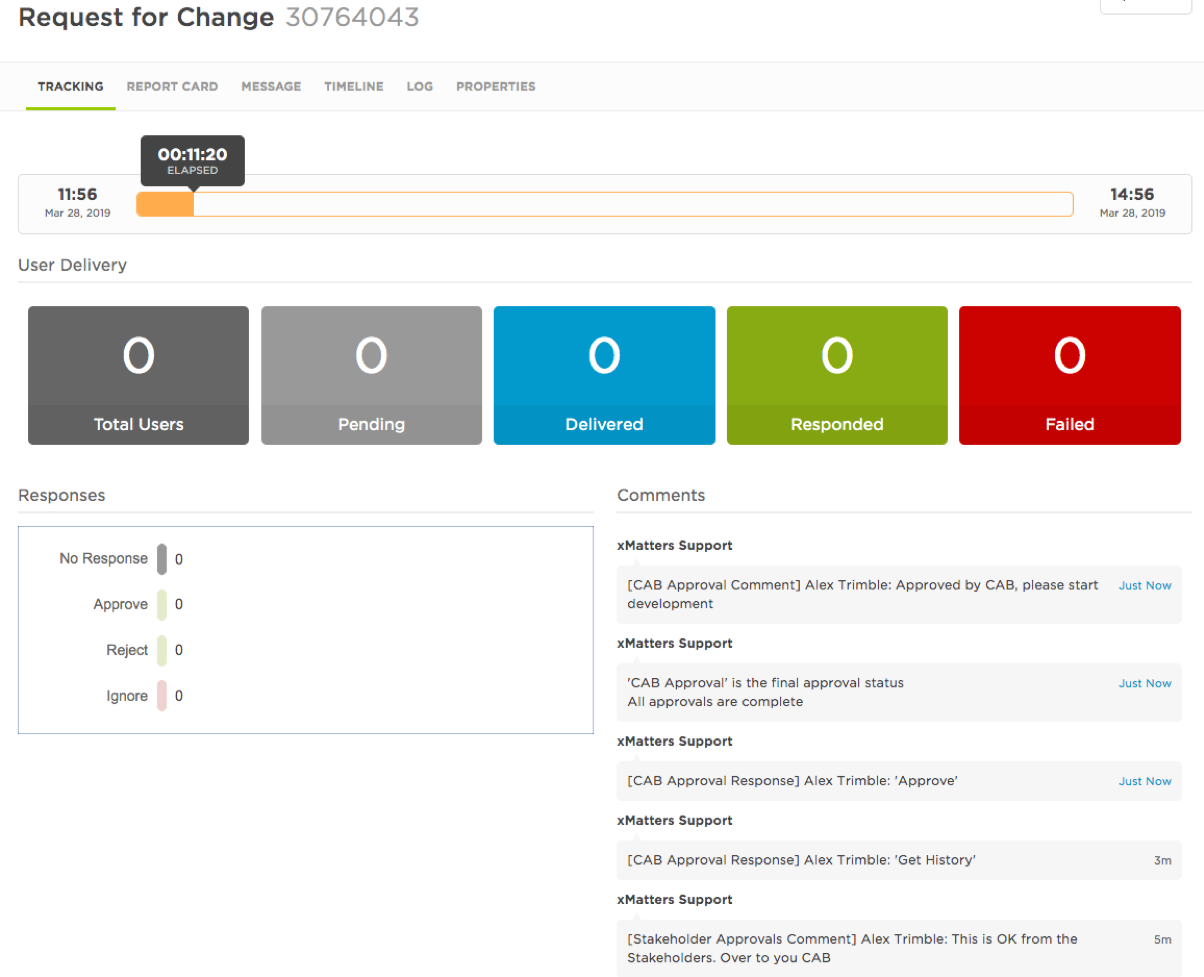 Request for Change 30764043
TRACKING REPORT CARD MESSAGE TIMELINE LOG PROPERTIES
00:11:20
ELAPSED
11:56
Mar 28, 2019
14:56
Mar 28, 2019
User Delivery
0
Total Users
0
Pending
0
Delivered
0
Responded
0
Failed
Responses
No Response 0
Approve 0
Reject 0
Ignore 0
Comments
xMatters Support
[CAB Approval Comment] Alex Trimble: Approved by CAB, please start Just Now
development
xMatters Support
'CAB Approval' is the final approval status Just Now
All approvals are complete
xMatters Support
[CAB Approval Response] Alex Trimble: 'Approve' Just Now
xMatters Support
[CAB Approval Response] Alex Trimble: 'Get History' 3m
xMatters Support
[Stakeholder Approvals Comment] Alex Trimble: This is OK from the 5m
Stakeholders. Over to you CAB